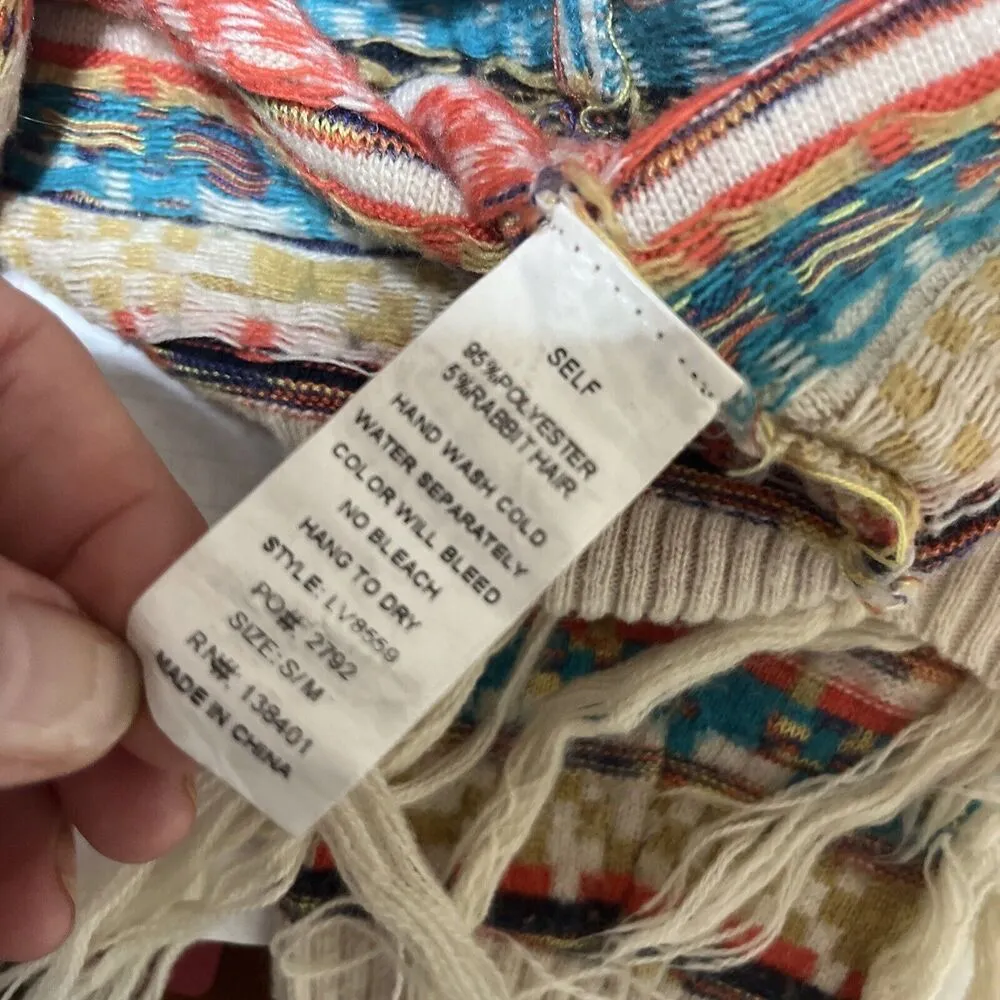 SELF
95%POLYESTER
5%RABBIT HAIR
HAND WASH COLD
WATER SEPARATELY
COLOR WILL BLEED
NO BLEACH
HANG TO DRY
STYLE: LV8559
PO#: 2792
SIZE: S/M
RN#: 138401
MADE IN CHINA